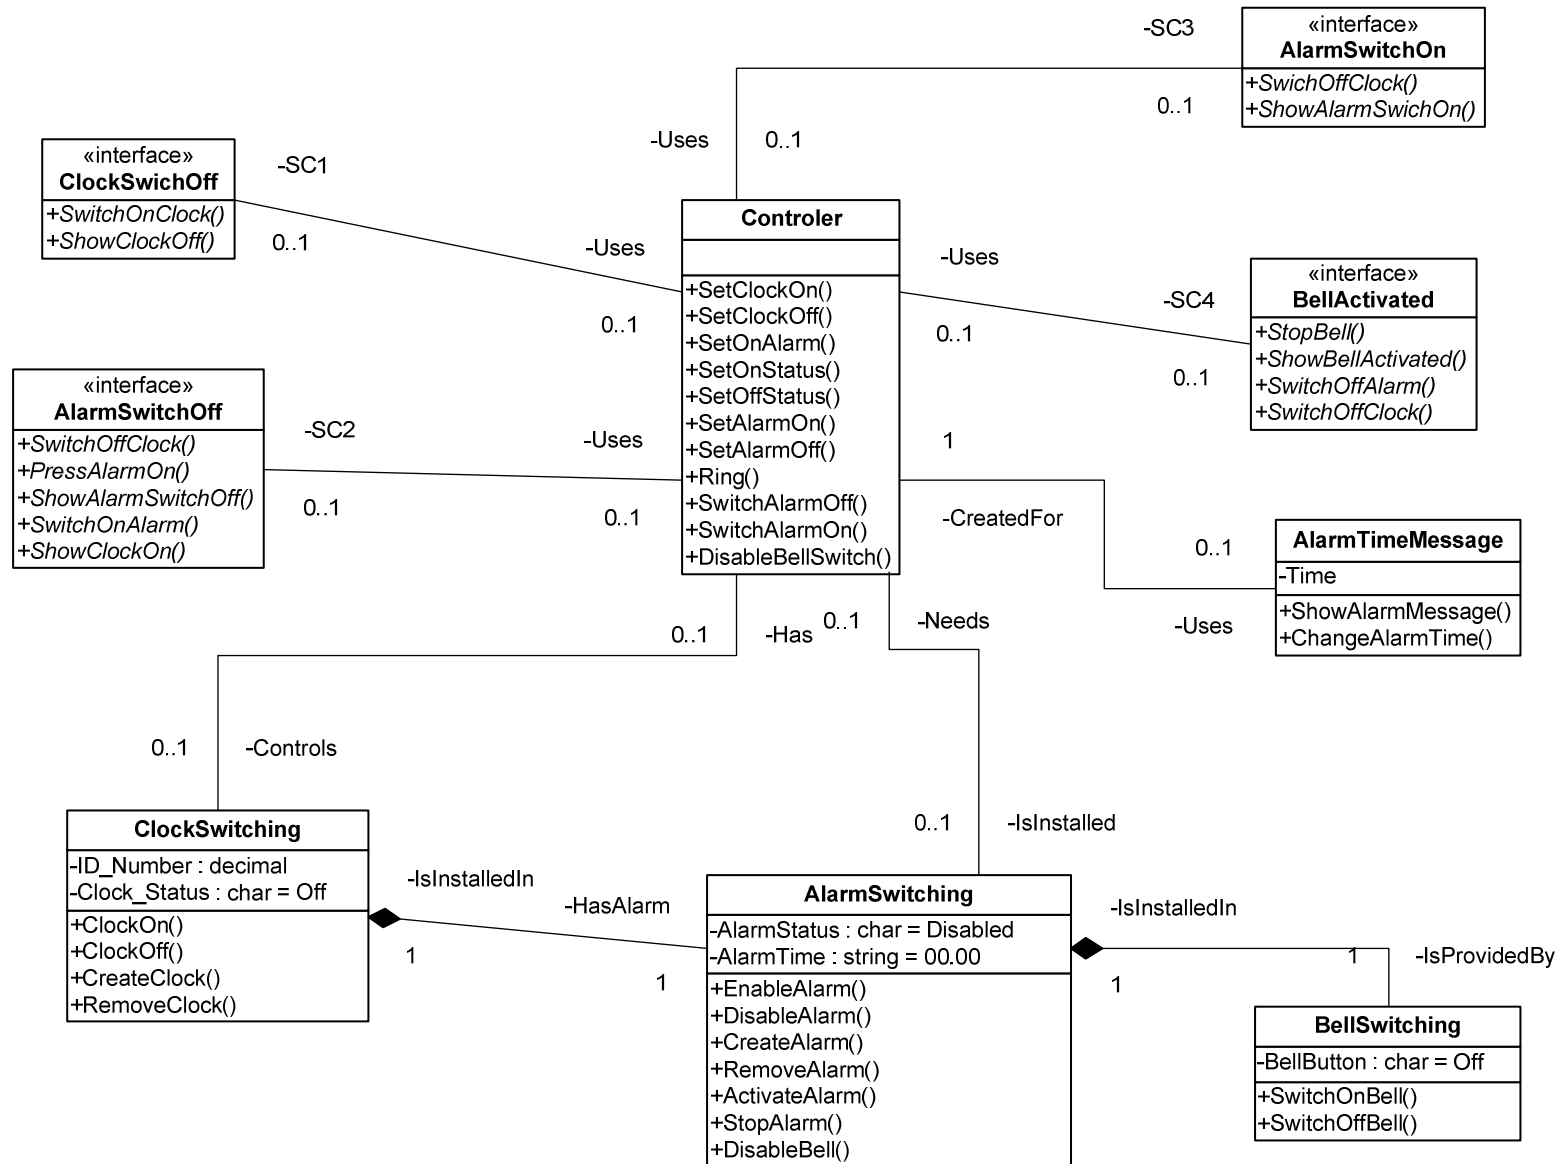 -SC3
«interface»
AlarmSwitchOn
+SwichOffClock()
+ShowAlarmSwichOn()
0..1
-Uses
0..1
«interface»
ClockSwichOff
+SwitchOnClock()
+ShowClockOff()
-SC1
0..1
-Uses
0..1
Controler
+SetClockOn()
+SetClockOff()
+SetOnAlarm()
+SetOnStatus()
+SetOffStatus()
+SetAlarmOn()
+SetAlarmOff()
+Ring()
+SwitchAlarmOff()
+SwitchAlarmOn()
+DisableBellSwitch()
-Uses
0..1
-SC4
0..1
«interface»
BellActivated
+StopBell()
+ShowBellActivated()
+SwitchOffAlarm()
+SwitchOffClock()
«interface»
AlarmSwitchOff
+SwitchOffClock()
+PressAlarmOn()
+ShowAlarmSwitchOff()
+SwitchOnAlarm()
+ShowClockOn()
-SC2
0..1
-Uses
0..1
1
-CreatedFor
0..1
-Uses
AlarmTimeMessage
-Time
+ShowAlarmMessage()
+ChangeAlarmTime()
0..1
-Has
0..1
-Needs
0..1
-Controls
0..1
-IsInstalled
ClockSwitching
-ID_Number : decimal
-Clock_Status : char = Off
+ClockOn()
+ClockOff()
+CreateClock()
+RemoveClock()
-IsInstalledIn
1
-HasAlarm
1
AlarmSwitching
-AlarmStatus : char = Disabled
-AlarmTime : string = 00.00
+EnableAlarm()
+DisableAlarm()
+CreateAlarm()
+RemoveAlarm()
+ActivateAlarm()
+StopAlarm()
+DisableBell()
-IsInstalledIn
1
1
-IsProvidedBy
BellSwitching
-BellButton : char = Off
+SwitchOnBell()
+SwitchOffBell()